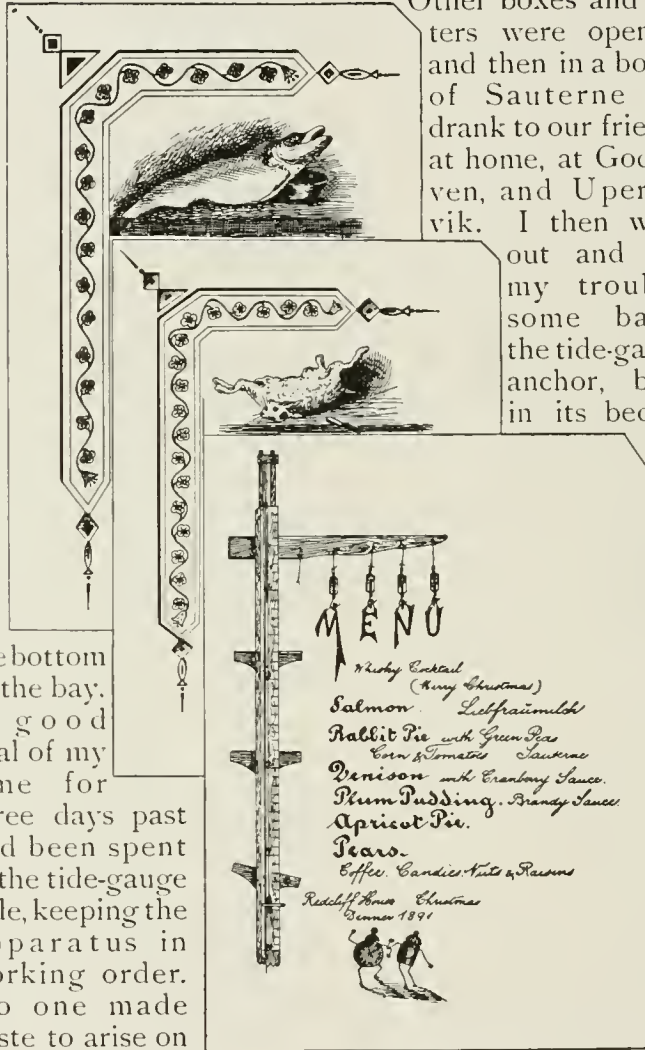 Other boxes and
ters were open
and then in a bo
of Sauterne
drank to our frie
at home, at God
ven, and Uper
vik. I then w
out and
my troub
some ba
the tide-ga
anchor, b
in its bed
e bottom
the bay.
good
al of my
me for
ree days past
d been spent
the tide-gauge
le, keeping the
paratus in
orking order.
o one made
ste to arise on
MENU
Whisky Cocktail
(Merry Christmas)
Salmon. Liebfraumilch
Rabbit Pie with Green Peas
Corn & Tomatoes Sauterne
Venison with Cranberry Sauce.
Plum Pudding. Brandy Sauce.
Apricot Pie.
Pears.
Coffee. Candies. Nuts & Raisins
Redcliff House Christmas
Dinner 1891